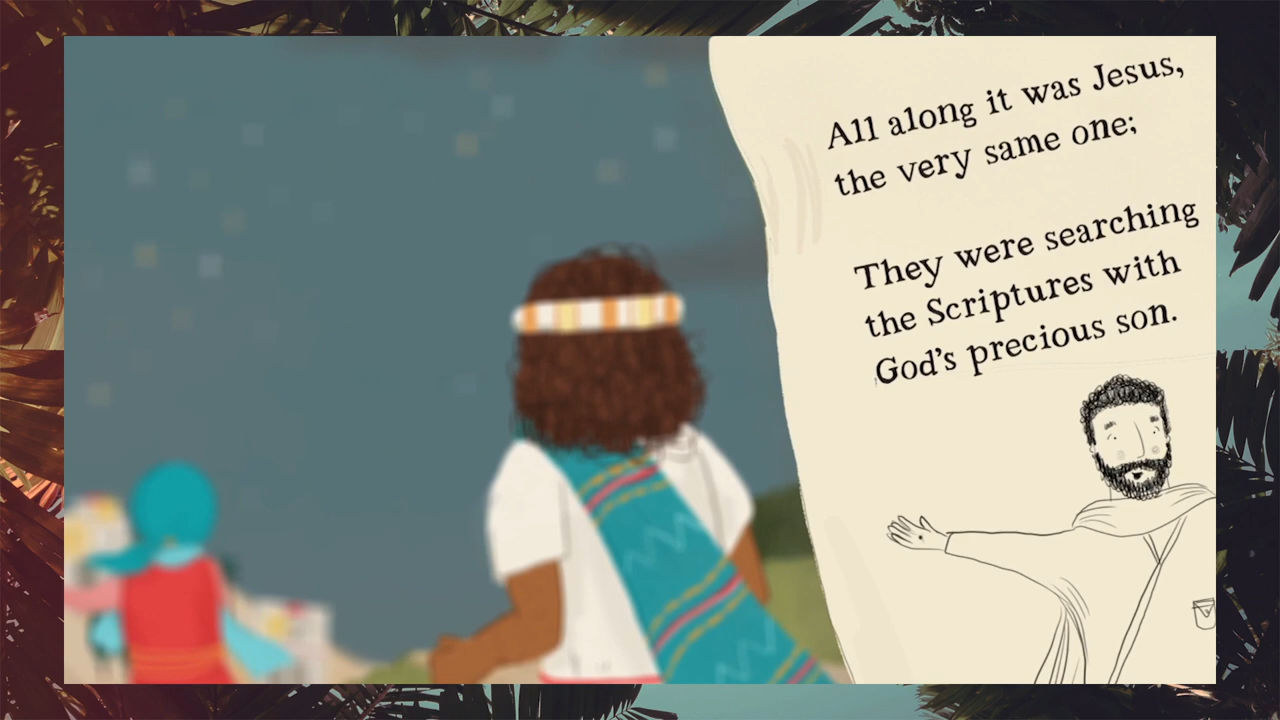 All along it was Jesus,
the very same one;
They were searching
the Scriptures with
God's precious son.